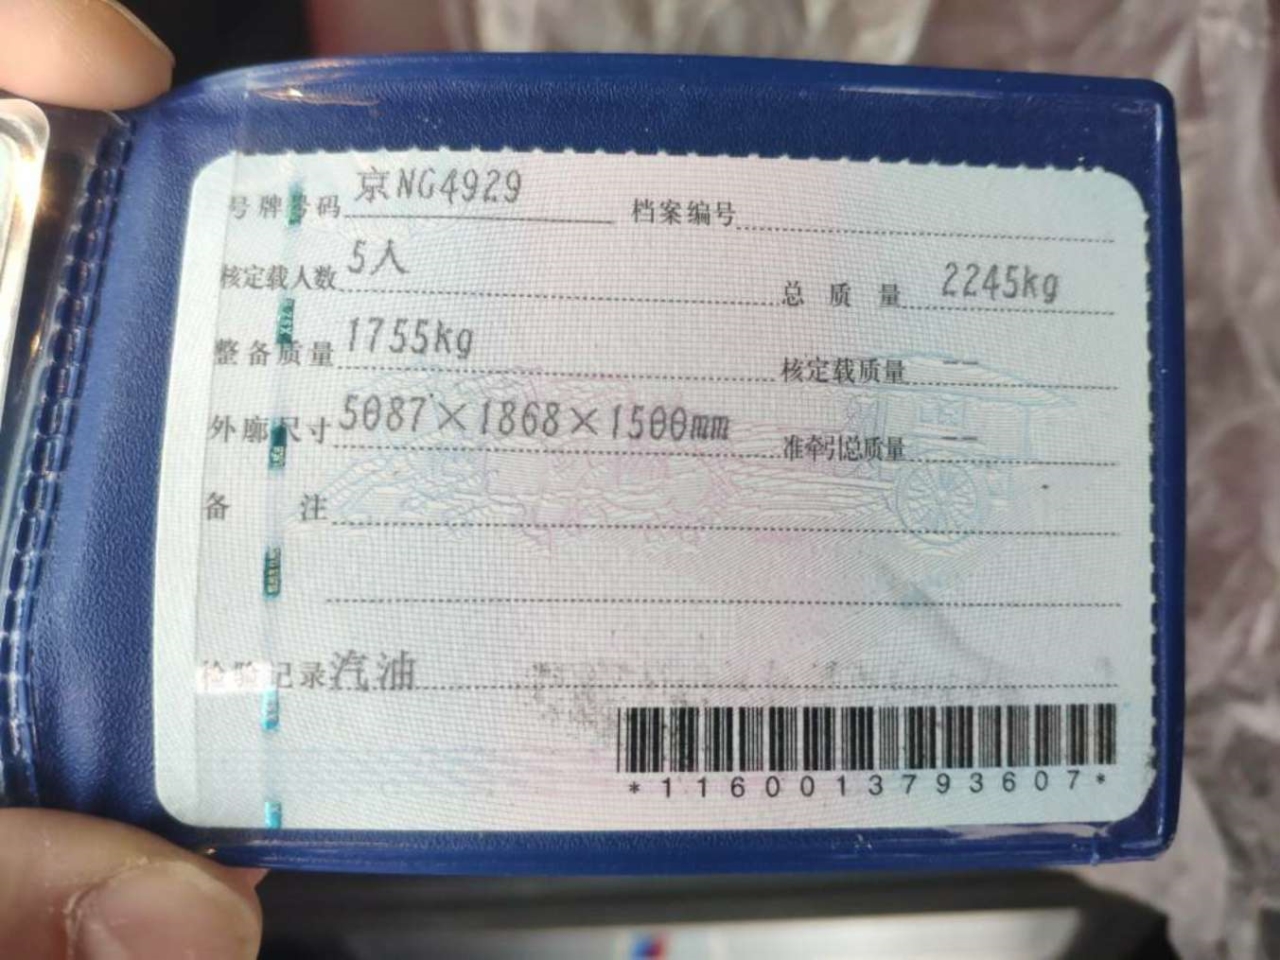 号牌号码 京NG4929 档案编号
核定载人数 5人 总质量 2245kg
整备质量 1755kg 核定载质量 --
外廓尺寸 5087×1868×1500mm 准牵引总质量 --
备注
检验记录 汽油
*1160013793607*